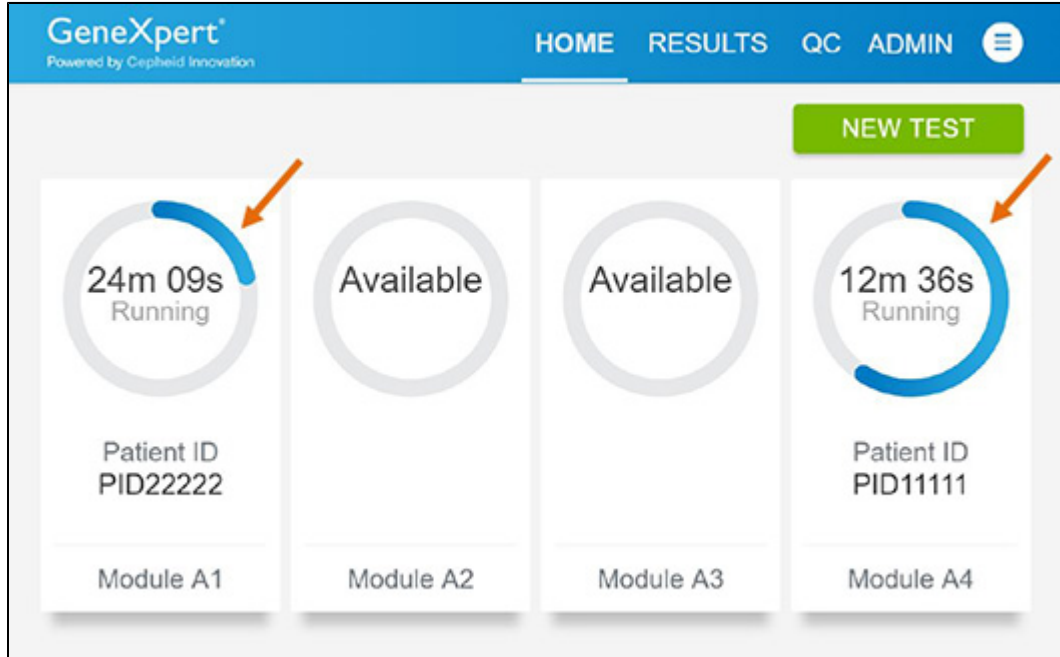 GeneXpert®
Powered by Cepheid Innovation
HOME RESULTS QC ADMIN
NEW TEST
24m 09s
Running
Patient ID
PID22222
Module A1
Available
Module A2
Available
Module A3
12m 36s
Running
Patient ID
PID11111
Module A4